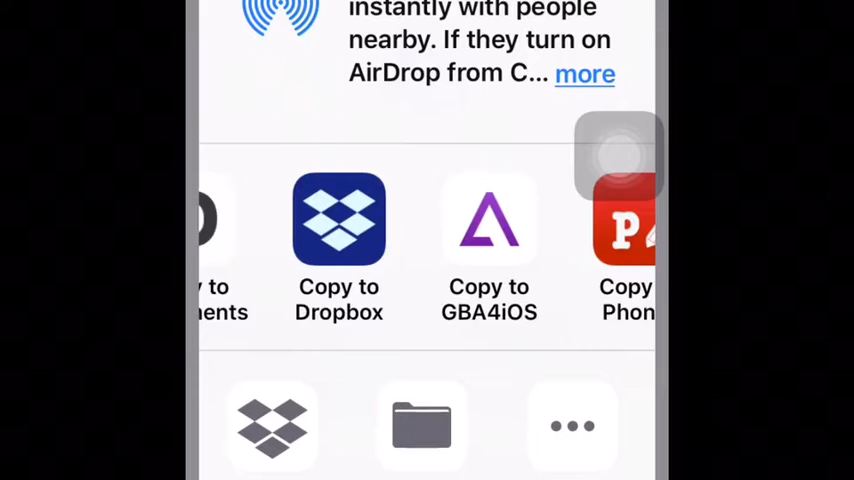 instantly with people
nearby. If they turn on
AirDrop from C... more
y to
nents
Copy to
Dropbox
Copy to
GBA4iOS
Copy
Phon